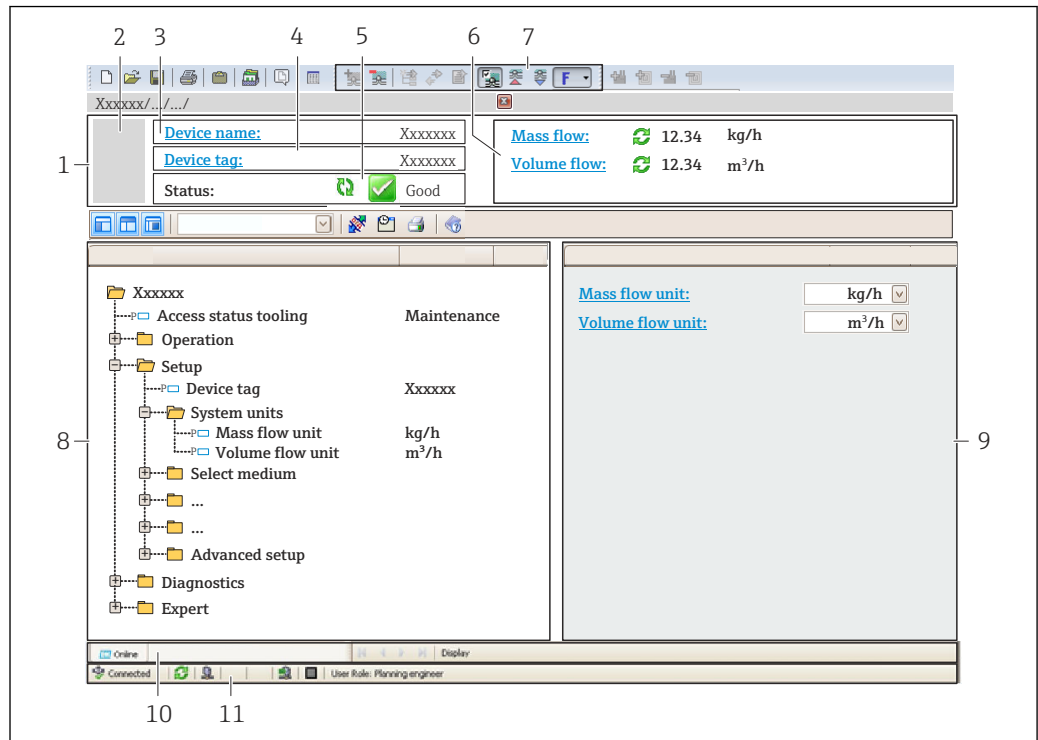 2 3 4 5 6 7
F
Xxxxxx/.../.../
1
Device name: Xxxxxxx
Device tag: Xxxxxxx
Status: Good
Mass flow: 12.34 kg/h
Volume flow: 12.34 m³/h
Xxxxxx
P Access status tooling Maintenance
Operation
Setup
P Device tag Xxxxxx
System units
P Mass flow unit kg/h
P Volume flow unit m³/h
Select medium
...
...
Advanced setup
Diagnostics
Expert
Mass flow unit: kg/h
Volume flow unit: m³/h
8
9
Online Display
Connected User Role: Planning engineer
10 11